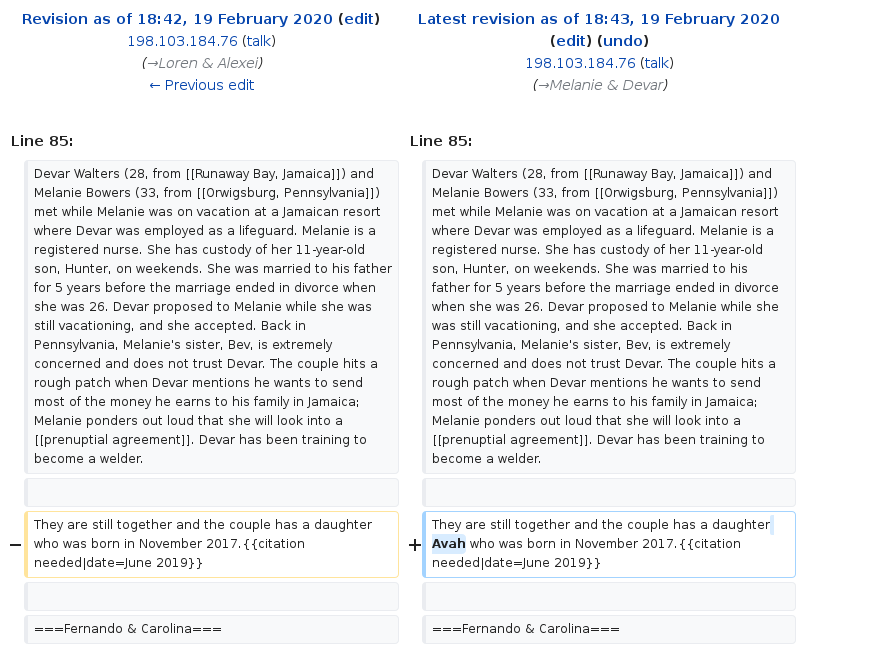 Revision as of 18:42, 19 February 2020 (edit)
198.103.184.76 (talk)
(→Loren & Alexei)
← Previous edit
Latest revision as of 18:43, 19 February 2020
(edit) (undo)
198.103.184.76 (talk)
(→Melanie & Devar)
Line 85:
Devar Walters (28, from [[Runaway Bay, Jamaica]]) and
Melanie Bowers (33, from [[Orwigsburg, Pennsylvania]])
met while Melanie was on vacation at a Jamaican resort
where Devar was employed as a lifeguard. Melanie is a
registered nurse. She has custody of her 11-year-old
son, Hunter, on weekends. She was married to his father
for 5 years before the marriage ended in divorce when
she was 26. Devar proposed to Melanie while she was
still vacationing, and she accepted. Back in
Pennsylvania, Melanie's sister, Bev, is extremely
concerned and does not trust Devar. The couple hits a
rough patch when Devar mentions he wants to send
most of the money he earns to his family in Jamaica;
Melanie ponders out loud that she will look into a
[[prenuptial agreement]]. Devar has been training to
become a welder.
− They are still together and the couple has a daughter
who was born in November 2017.{{citation
needed|date=June 2019}}
===Fernando & Carolina===
Line 85:
Devar Walters (28, from [[Runaway Bay, Jamaica]]) and
Melanie Bowers (33, from [[Orwigsburg, Pennsylvania]])
met while Melanie was on vacation at a Jamaican resort
where Devar was employed as a lifeguard. Melanie is a
registered nurse. She has custody of her 11-year-old
son, Hunter, on weekends. She was married to his
father for 5 years before the marriage ended in divorce
when she was 26. Devar proposed to Melanie while she
was still vacationing, and she accepted. Back in
Pennsylvania, Melanie's sister, Bev, is extremely
concerned and does not trust Devar. The couple hits a
rough patch when Devar mentions he wants to send
most of the money he earns to his family in Jamaica;
Melanie ponders out loud that she will look into a
[[prenuptial agreement]]. Devar has been training to
become a welder.
+ They are still together and the couple has a daughter
Avah who was born in November 2017.{{citation
needed|date=June 2019}}
===Fernando & Carolina===